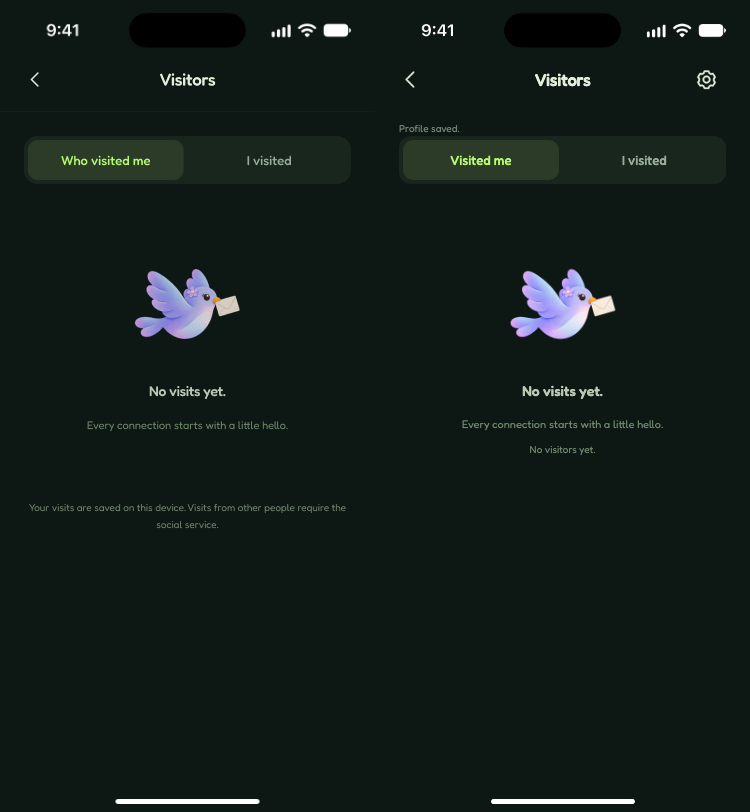 9:41
Visitors
Who visited me
I visited
No visits yet.
Every connection starts with a little hello.
Your visits are saved on this device. Visits from other people require the
social service.
9:41
Visitors
Profile saved.
Visited me
I visited
No visits yet.
Every connection starts with a little hello.
No visitors yet.